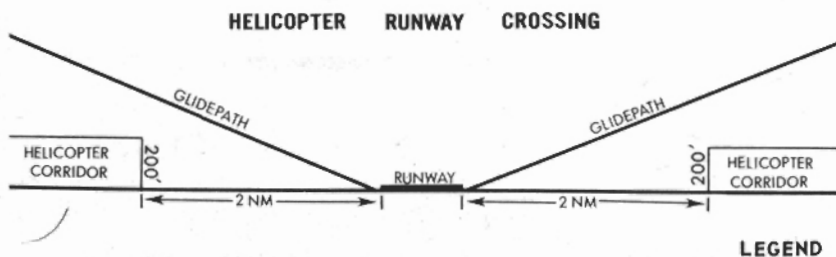 HELICOPTER RUNWAY CROSSING
GLIDEPATH
GLIDEPATH
HELICOPTER
CORRIDOR
200'
RUNWAY
200'
HELICOPTER
CORRIDOR
2 NM
2 NM
LEGEND